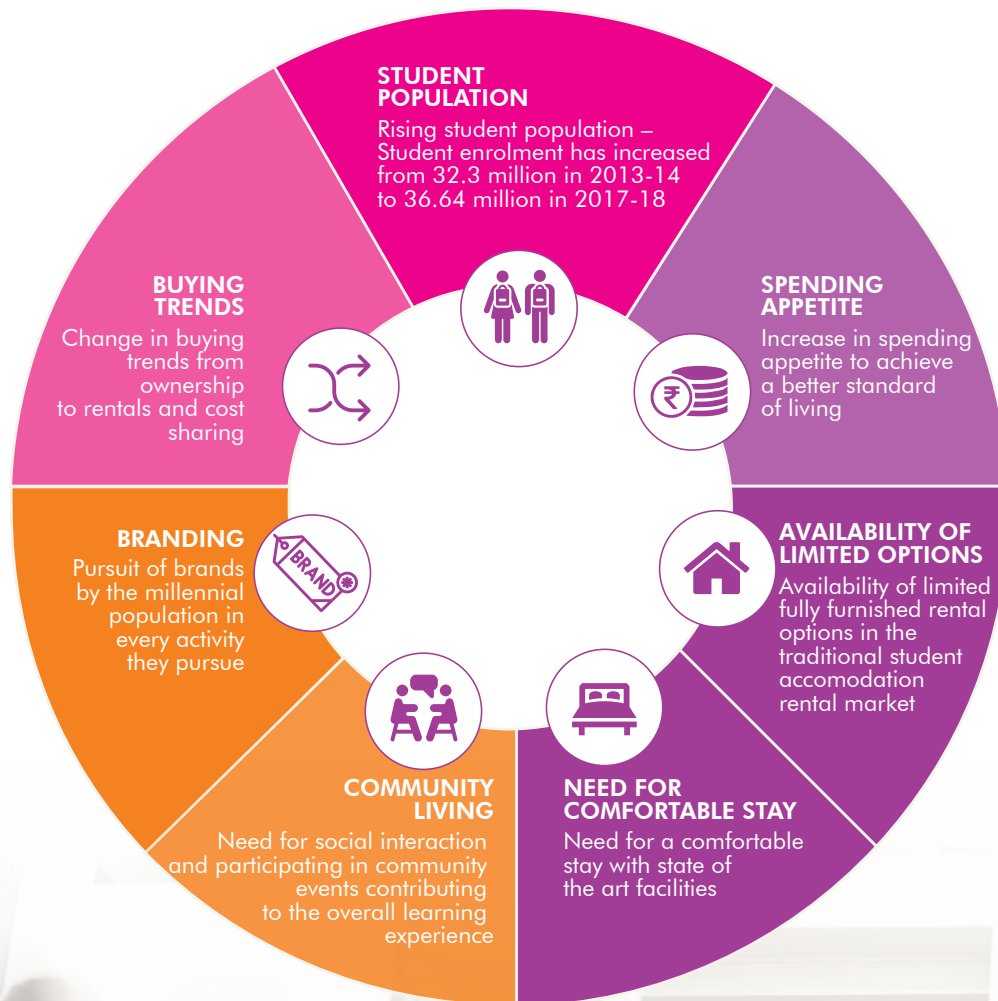 STUDENT
POPULATION
Rising student population –
Student enrolment has increased
from 32.3 million in 2013-14
to 36.64 million in 2017-18
SPENDING
APPETITE
Increase in spending
appetite to achieve
a better standard
of living
₹
AVAILABILITY OF
LIMITED OPTIONS
Availability of limited
fully furnished rental
options in the
traditional student
accomodation
rental market
NEED FOR
COMFORTABLE STAY
Need for a comfortable
stay with state of
the art facilities
COMMUNITY
LIVING
Need for social interaction
and participating in community
events contributing
to the overall learning
experience
BRANDING
Pursuit of brands
by the millennial
population in
every activity
they pursue
BRAND
BUYING
TRENDS
Change in buying
trends from
ownership
to rentals and cost
sharing